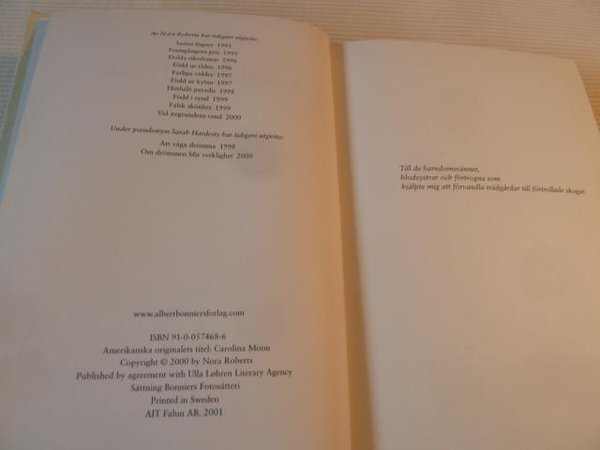 Av Nora Roberts har tidigare utgivits:
Sanna lögner 1995
Framgångens pris 1995
Dolda rikedomar 1996
Född ur elden 1996
Farliga vidder 1997
Född ur kylan 1997
Hotfullt paradis 1998
Född i synd 1999
Falsk skönhet 1999
Vid avgrundens rand 2000
Under pseudonym Sarah Hardesty har tidigare utgivits:
Att våga drömma 1998
Om drömmen blir verklighet 2000
www.albertbonniersforlag.com
ISBN 91-0-057468-6
Amerikanska originalets titel: Carolina Moon
Copyright © 2000 by Nora Roberts
Published by agreement with Ulla Løhren Literary Agency
Sättning Bonniers Fotosätteri
Printed in Sweden
AIT Falun AB, 2001
Till de barndomsvänner,
blodsystrar och förtrogna som
hjälpte mig att förvandla trädgårdar till förtrollade skogar.